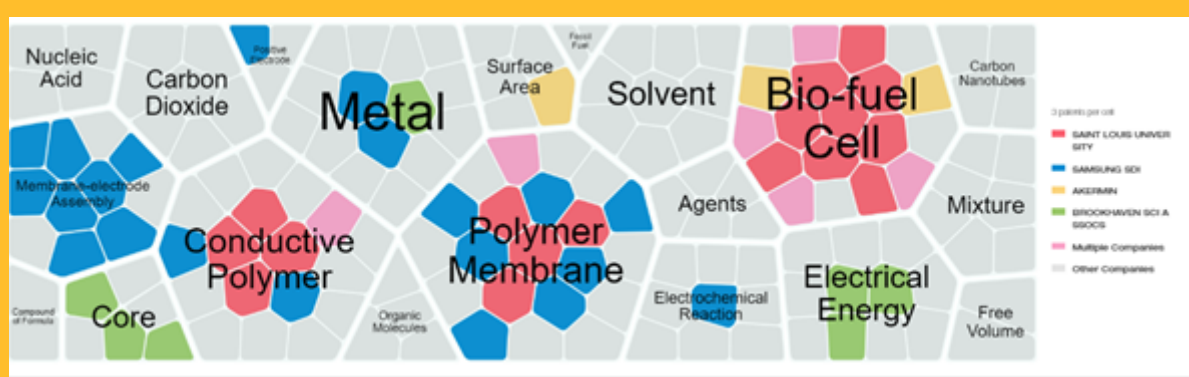 Nucleic
Acid
Carbon
Dioxide
Positive
Electrode
Metal
Surface
Area
Fossil
Fuel
Solvent
Bio-fuel
Cell
Carbon
Nanotubes
Membrane-electrode
Assembly
Conductive
Polymer
Polymer
Membrane
Agents
Mixture
Compound
of Formula
Core
Organic
Molecules
Electrochemical
Reaction
Electrical
Energy
Free
Volume
3 patents per cell
SAINT LOUIS UNIVER
SITY
SAMSUNG SDI
AKERMIN
BROOKHAVEN SCI A
SSOCS
Multiple Companies
Other Companies